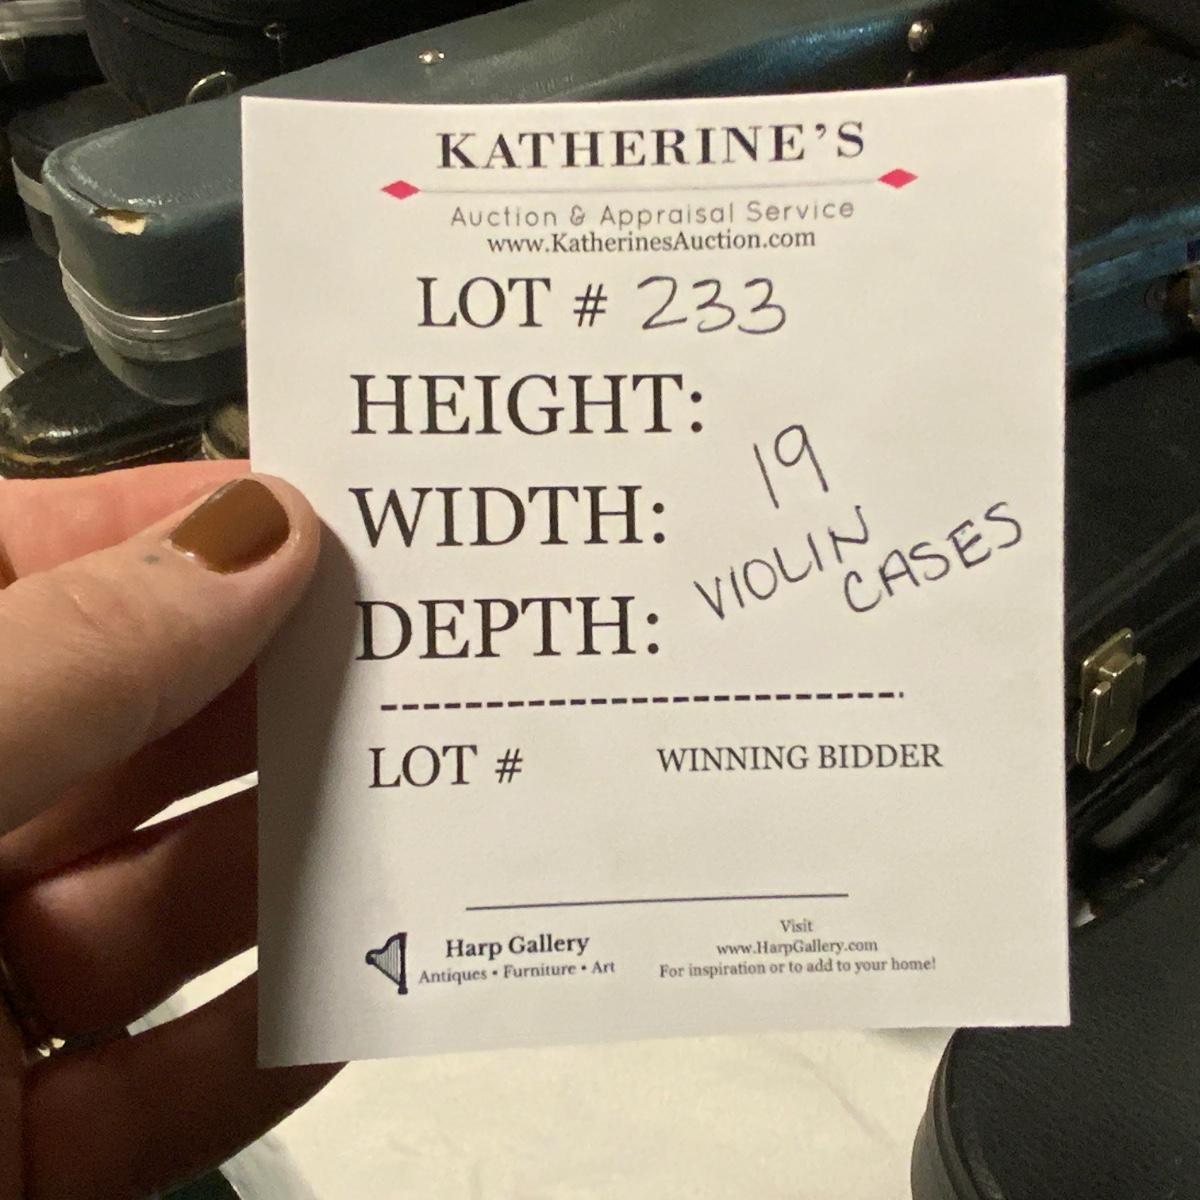 KATHERINE'S
Auction & Appraisal Service
www.KatherinesAuction.com
LOT # 233
HEIGHT:
WIDTH:
DEPTH:
19
VIOLIN
CASES
LOT #
WINNING BIDDER
Harp Gallery
Antiques • Furniture • Art
Visit
www.HarpGallery.com
For inspiration or to add to your home!